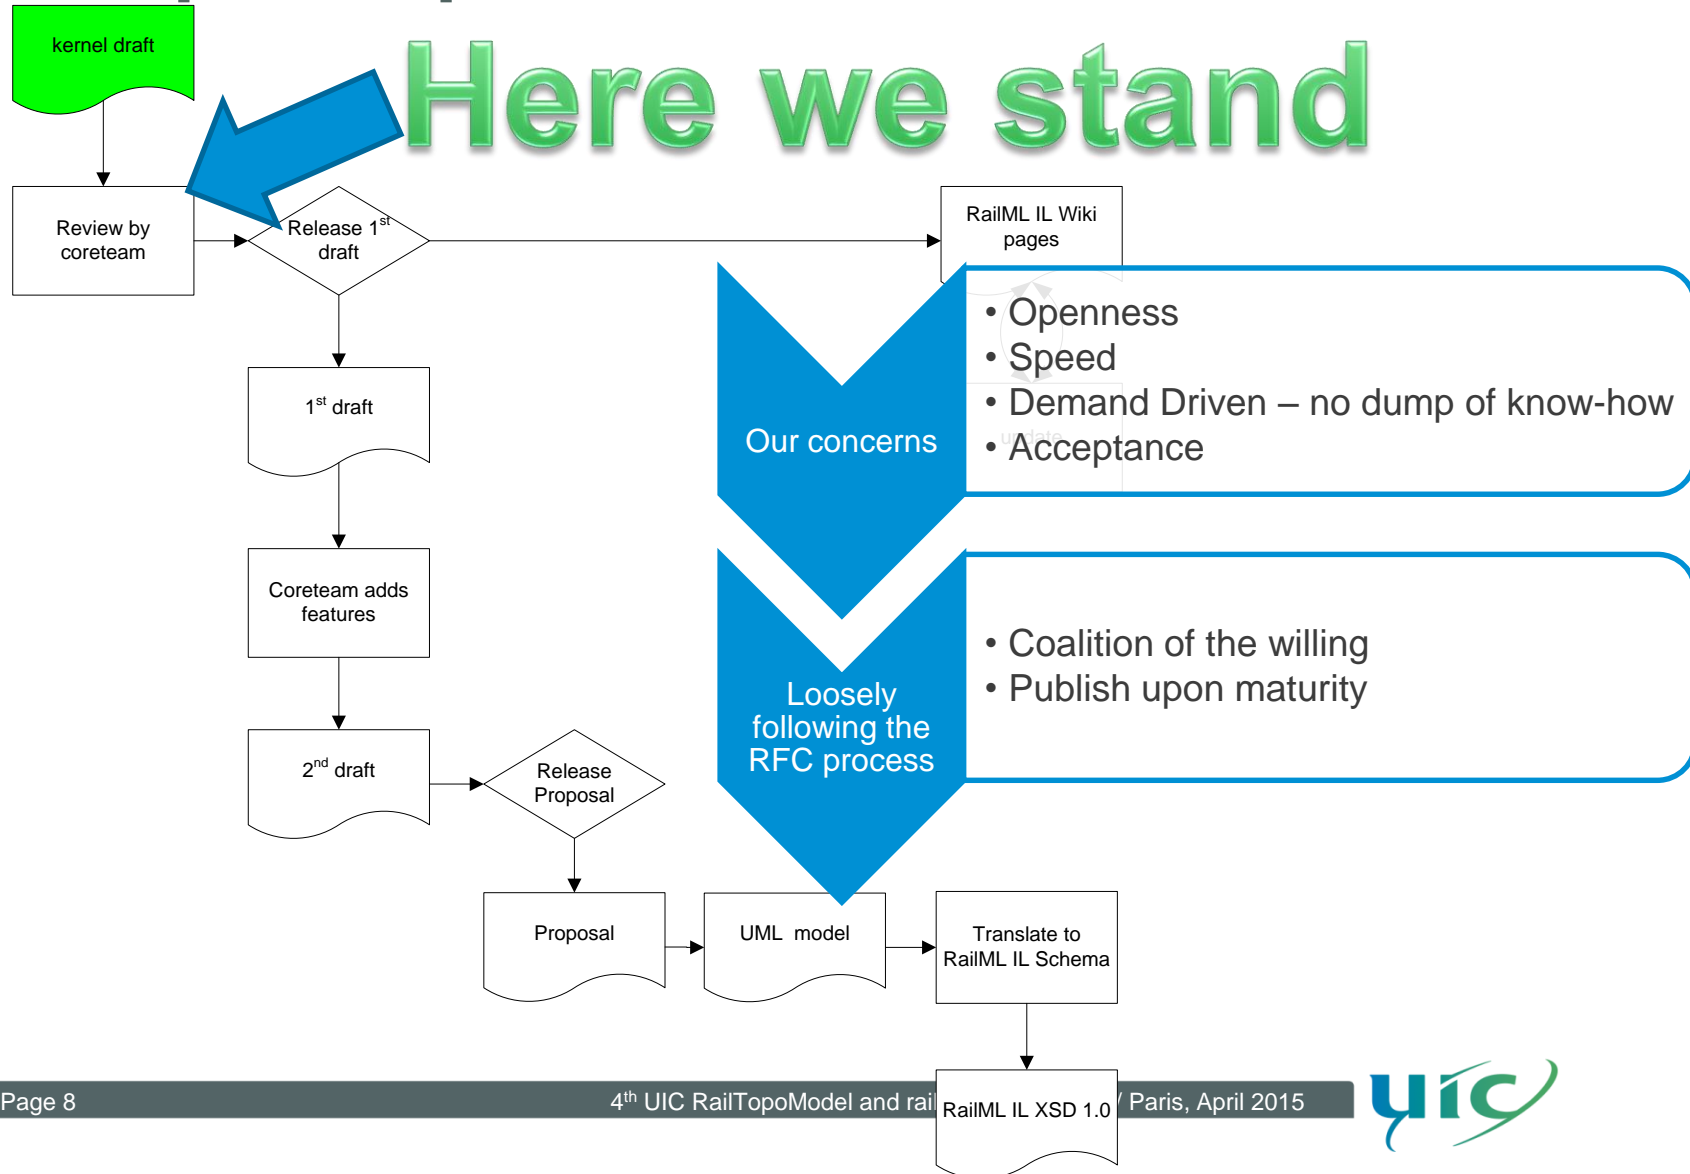 kernel draft
Here we stand
Review by
coreteam
Release 1st
draft
RailML IL Wiki
pages
1st draft
Coreteam adds
features
2nd draft
Release
Proposal
Proposal
UML model
Translate to
RailML IL Schema
RailML IL XSD 1.0
Our concerns
• Openness
• Speed
• Demand Driven – no dump of know-how
• Acceptance
update
Loosely
following the
RFC process
• Coalition of the willing
• Publish upon maturity
Page 8
4th UIC RailTopoModel and rail
/ Paris, April 2015
uic